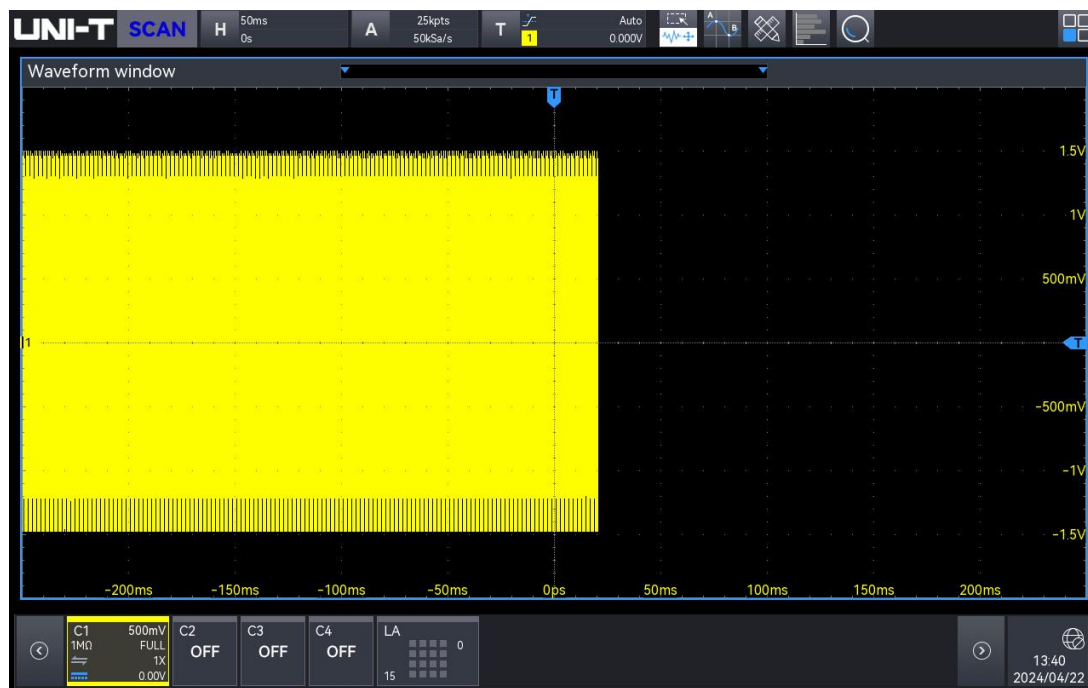 UNI-T SCAN H 50ms A 25kpts T Auto
0s 50kSa/s 1 0.000V
A B
Waveform window
T
1.5V
1V
500mV
1 T
-500mV
-1V
-1.5V
-200ms -150ms -100ms -50ms 0ps 50ms 100ms 150ms 200ms
C1 500mV C2 C3 C4 LA
1MΩ FULL OFF OFF OFF 0
1X
0.00V 15
13:40
2024/04/22